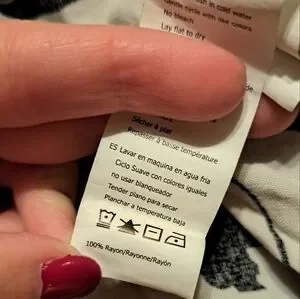 in cold water
Gentle cycle with like colors
No bleach
Lay flat to dry
Sécher à plat
Repasser à basse température
ES Lavar en maquina en agua fria
Ciclo Suave con colores iguales
no usar blanqueador
Tender plano para secar
Planchar a temperatura baja
100% Rayon/Rayonne/Rayón